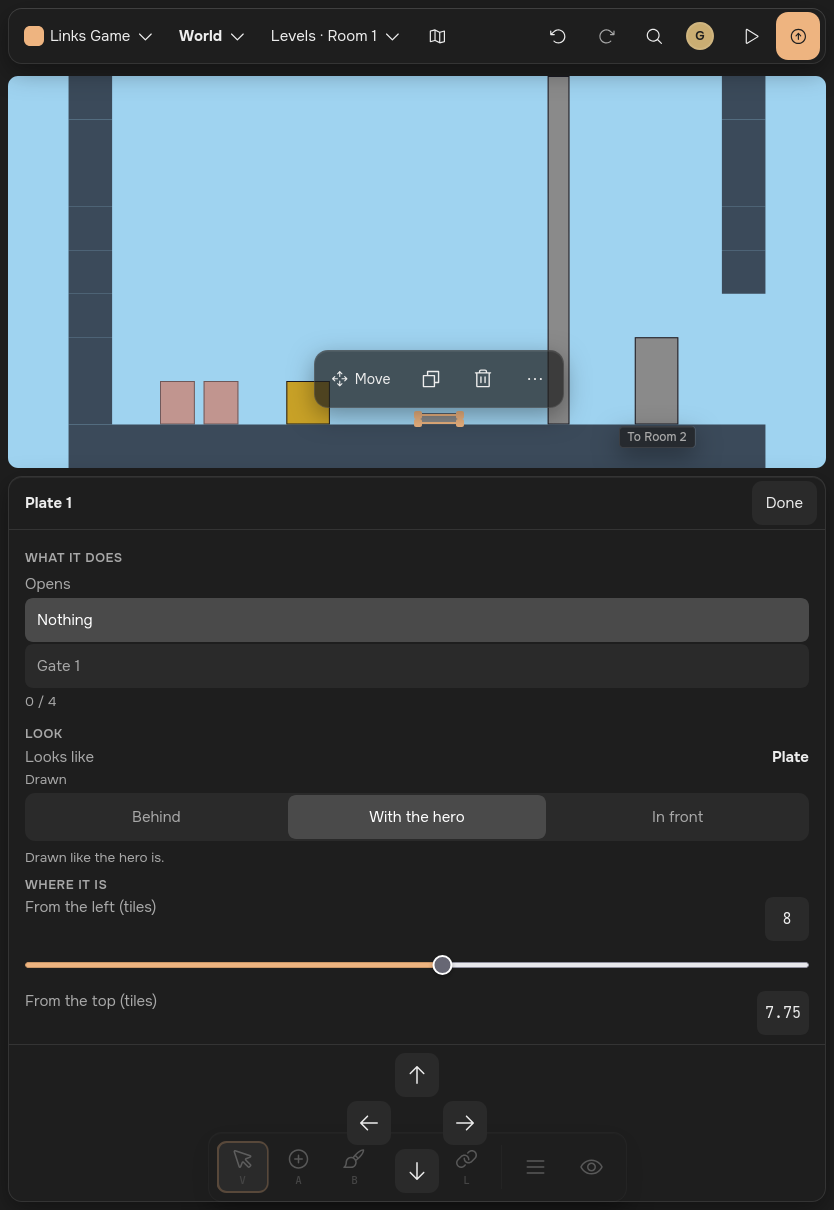 Links Game
World
Levels · Room 1
G
Move
To Room 2
Plate 1
Done
WHAT IT DOES
Opens
Nothing
Gate 1
0 / 4
LOOK
Looks like
Plate
Drawn
Behind
With the hero
In front
Drawn like the hero is.
WHERE IT IS
From the left (tiles)
8
From the top (tiles)
7.75
V
A
B
L